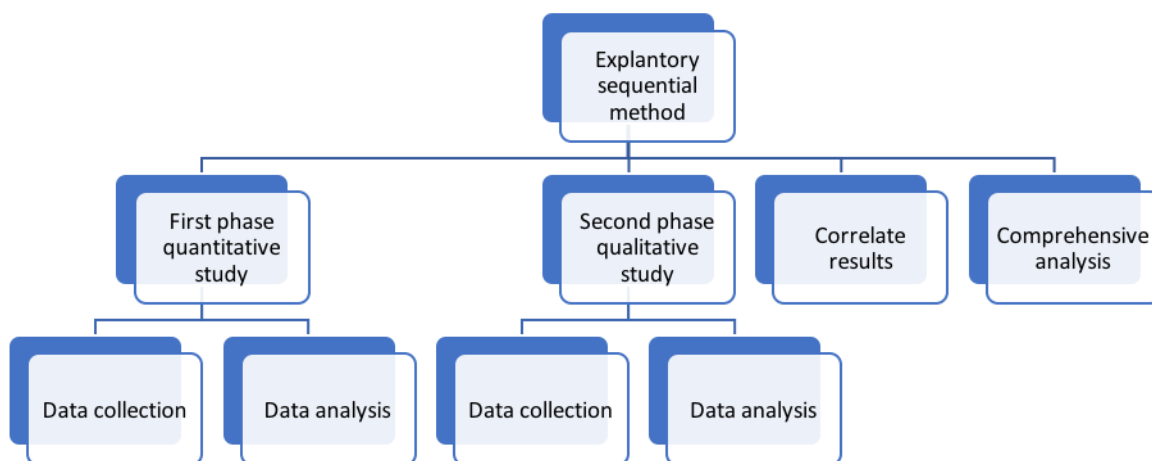 Explantory
sequential
method
First phase
quantitative
study
Second phase
qualitative
study
Correlate
results
Comprehensive
analysis
Data collection
Data analysis
Data collection
Data analysis